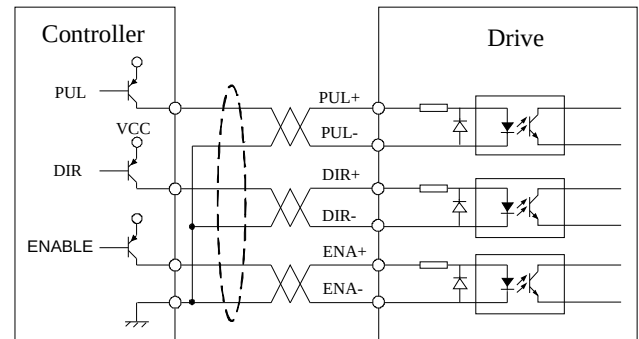 Controller
Drive
PUL
PUL+
PUL-
VCC
DIR
DIR+
DIR-
ENABLE
ENA+
ENA-